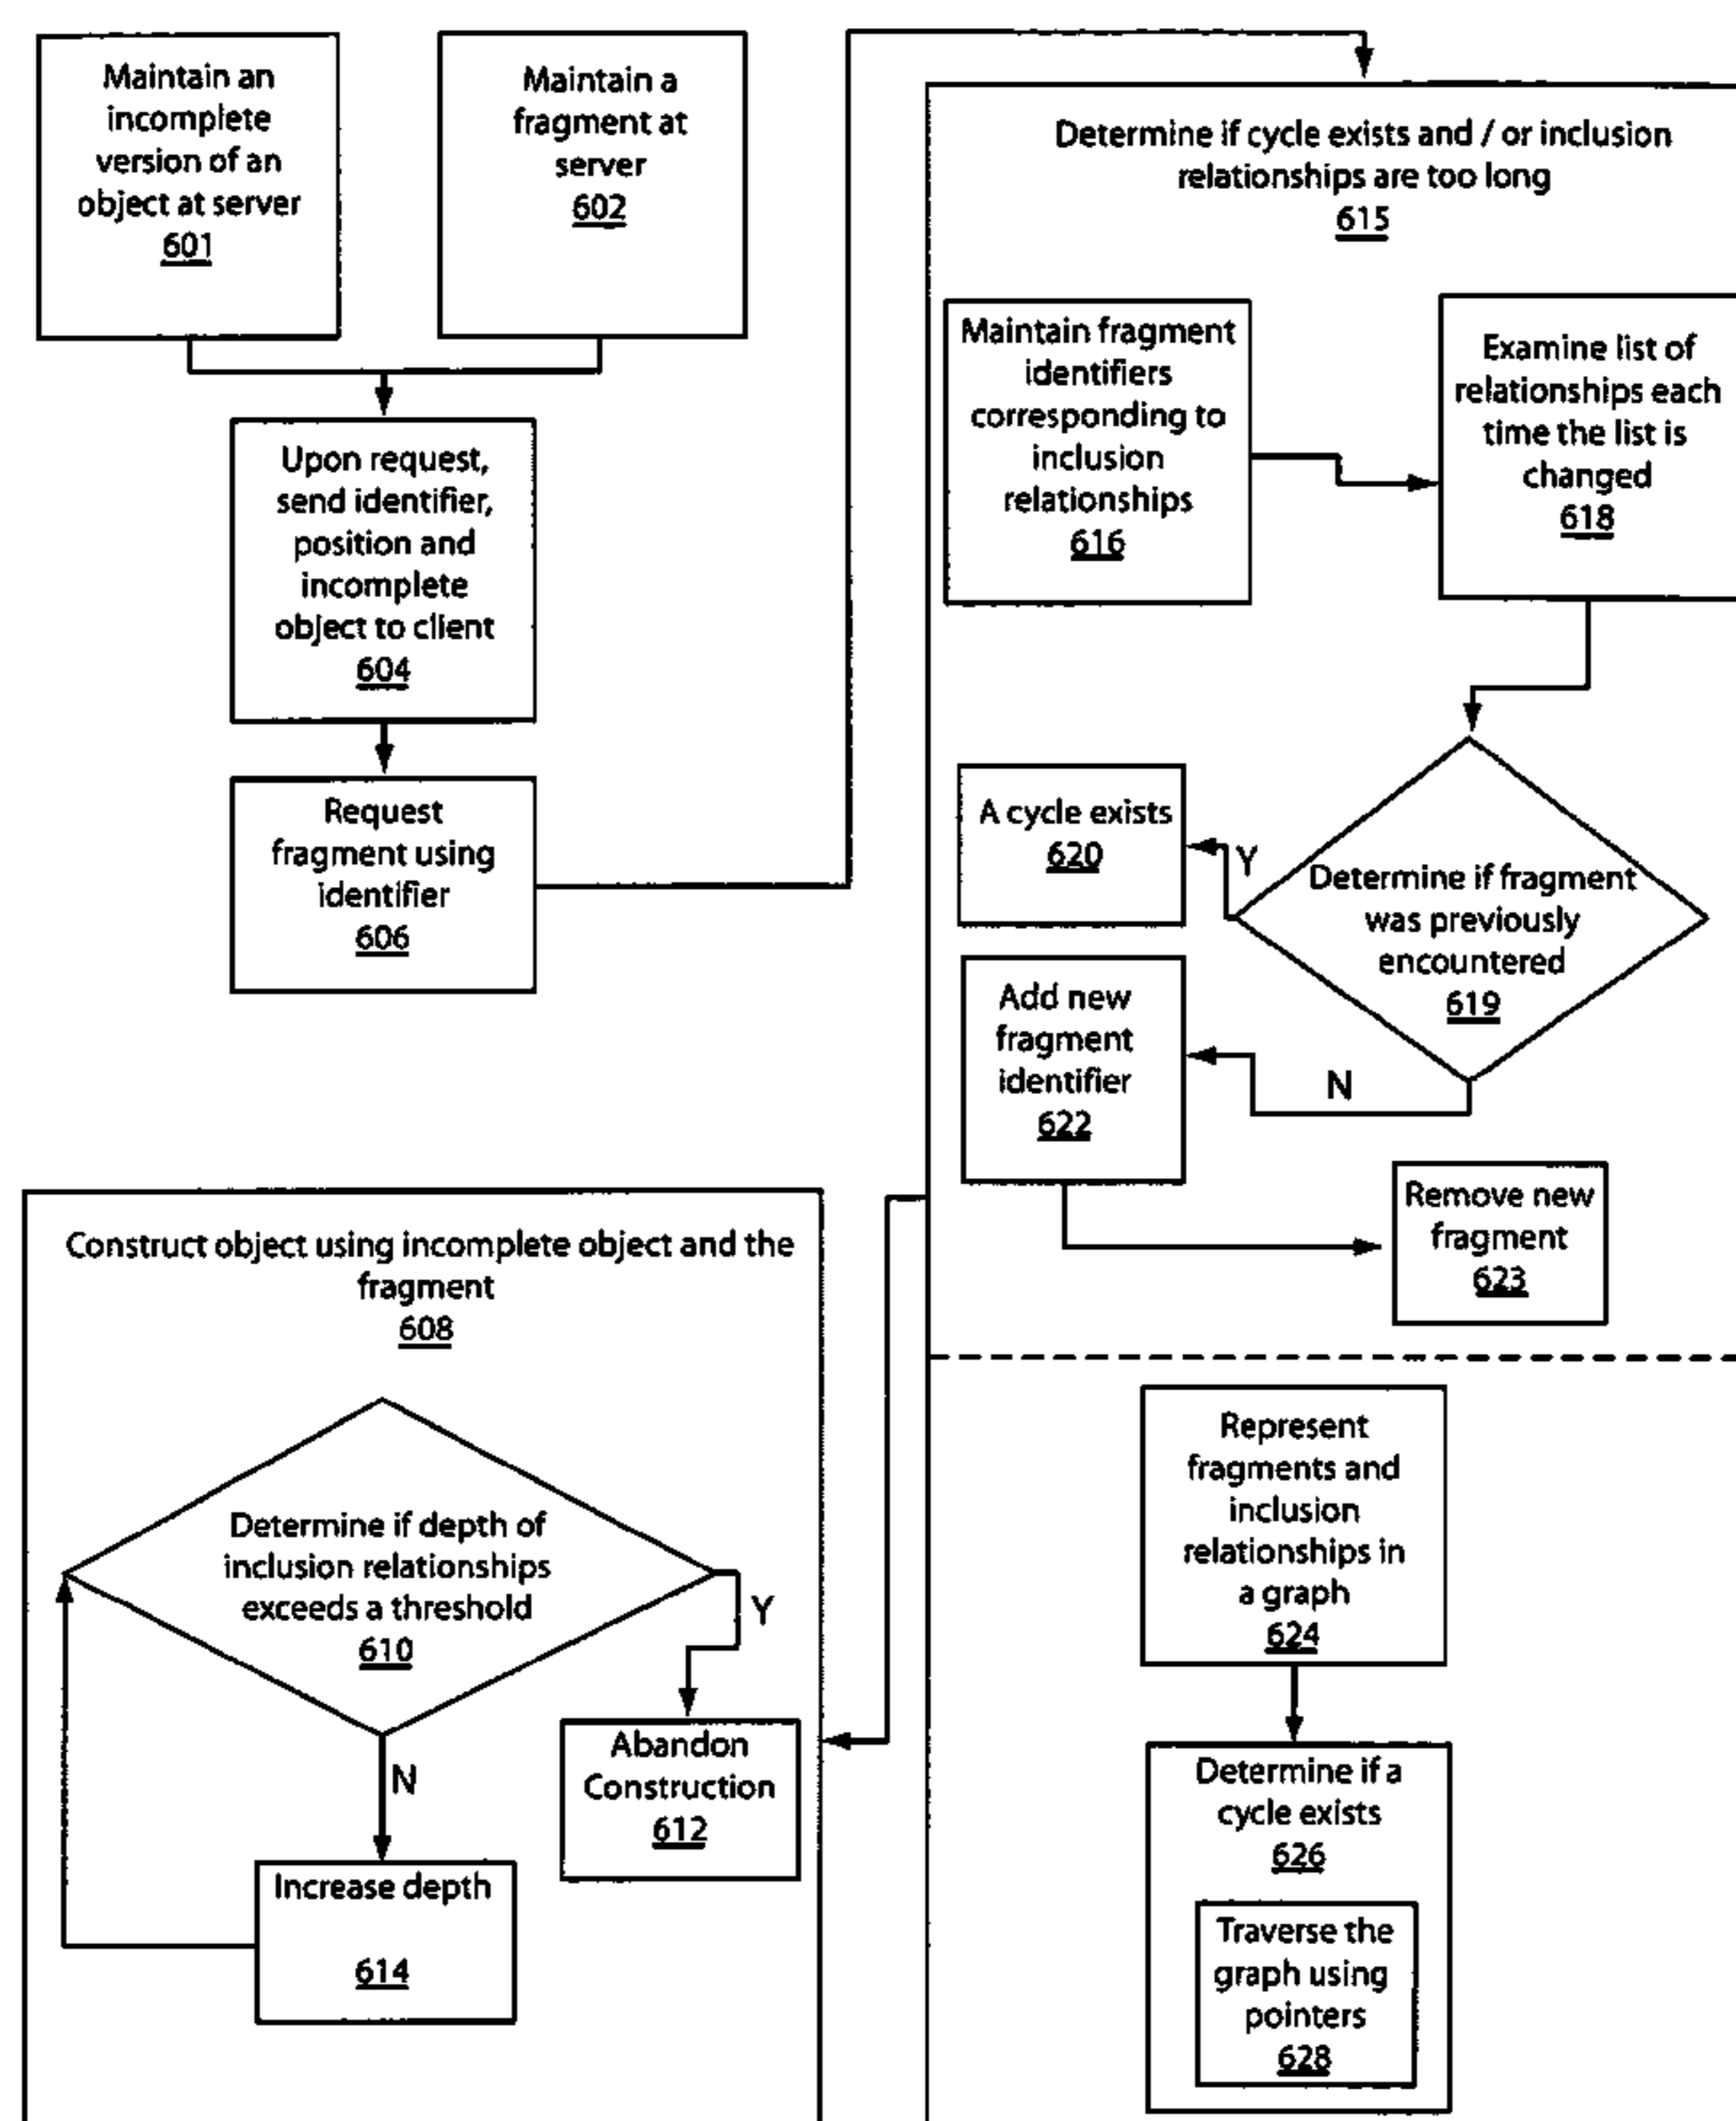 Maintain an
incomplete
version of an
object at server
601
Maintain a
fragment at
server
602
Upon request,
send identifier,
position and
incomplete
object to client
604
Request
fragment using
identifier
606
Determine if cycle exists and / or inclusion
relationships are too long
615
Maintain fragment
identifiers
corresponding to
inclusion
relationships
616
Examine list of
relationships each
time the list is
changed
618
A cycle exists
620
Y
Determine if fragment
was previously
encountered
619
Add new
fragment
identifier
622
N
Remove new
fragment
623
Construct object using incomplete object and the
fragment
608
Determine if depth of
inclusion relationships
exceeds a threshold
610
Y
N
Abandon
Construction
612
Increase depth
614
Represent
fragments and
inclusion
relationships in
a graph
624
Determine if a
cycle exists
626
Traverse the
graph using
pointers
628